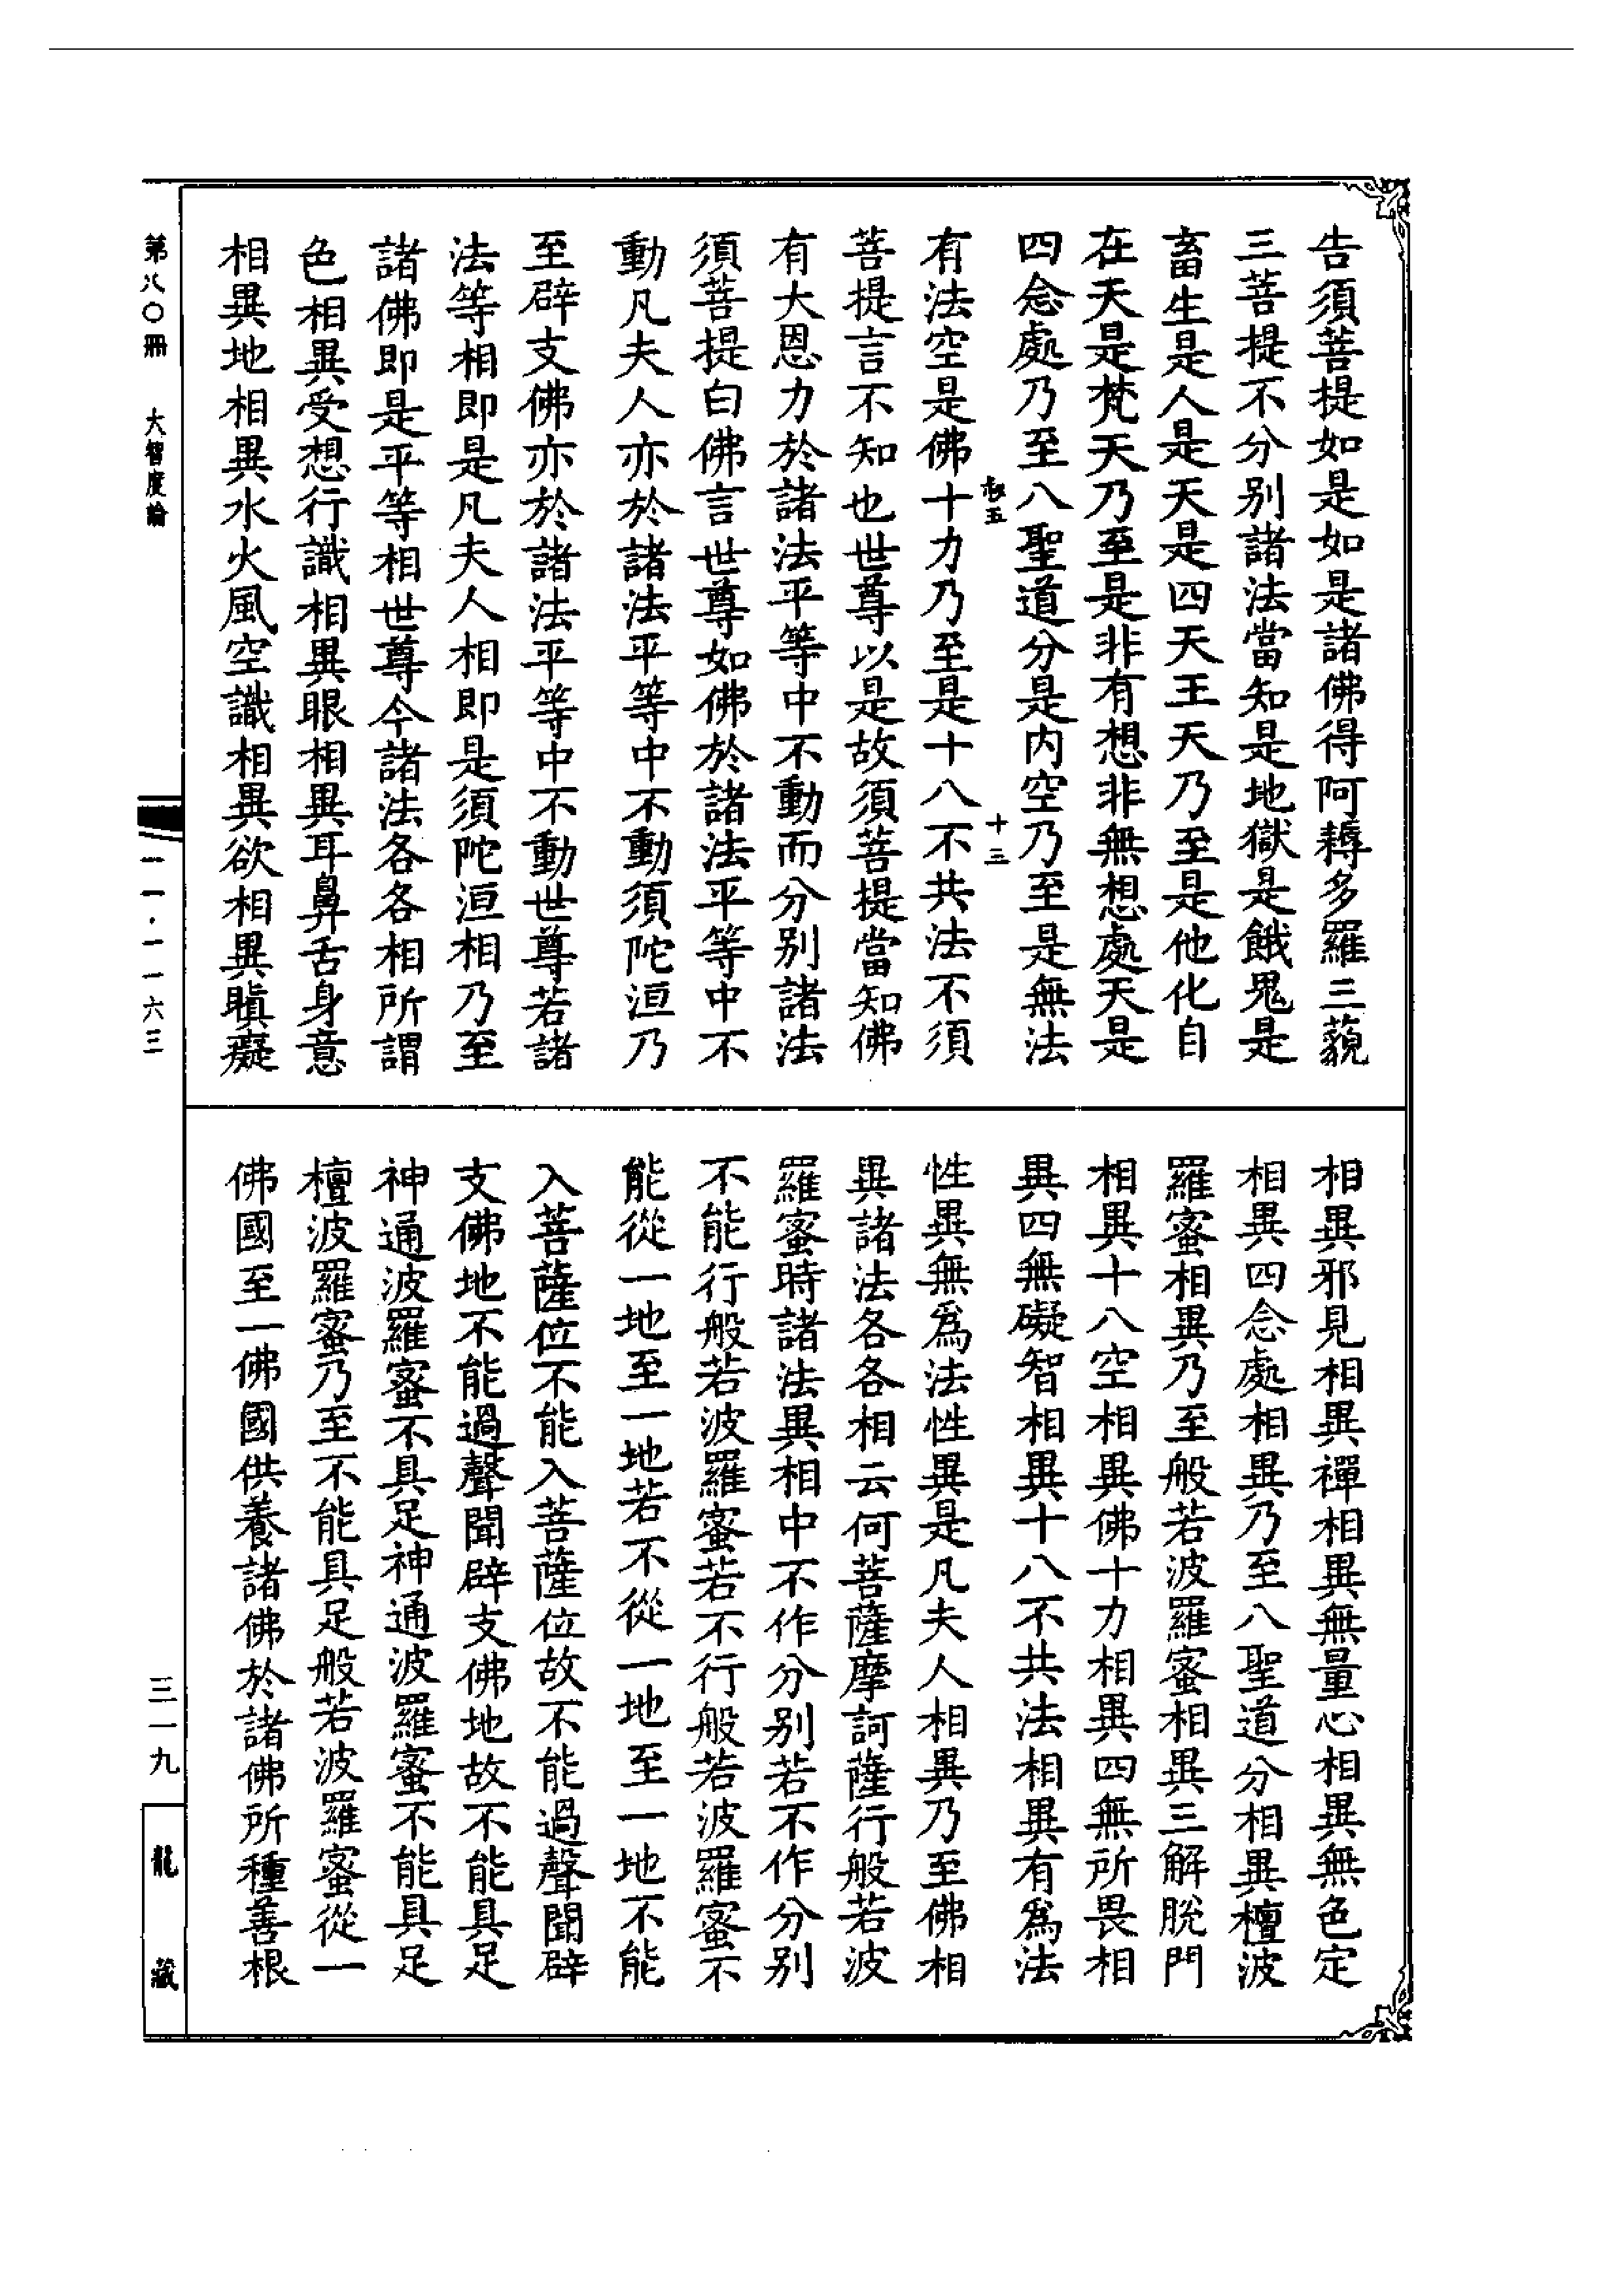 告須菩提如是如是諸佛得阿耨多羅三藐
三菩提不分別諸法當知是地獄是餓鬼是
畜生是人是天是四天王天乃至是他化自
在天是梵天乃至是非有想非無想處天是
四念處乃至八聖道分是内空乃至是無法
十三
有法空是佛十力乃至是十八不共法不須
菩提言不知也世尊以是故須菩提當知佛
有大恩力於諸法平等中不動而分別諸法
須菩提白佛言世尊如佛於諸法平等中不
動凡夫人亦於諸法平等中不動須陀洹乃
至辟支佛亦於諸法平等中不動世尊若諸
法等相即是凡夫人相即是須陀洹相乃至
諸佛即是平等相世尊今諸法各各相所謂
色相異受想行識相異眼相異耳鼻舌身意
相異地相異水火風空識相異欲相異瞋癡
相異邪見相異禪相異無量心相異無色定
相異四念處相異乃至八聖道分相異檀波
羅蜜相異乃至般若波羅蜜相異三解脫門
相異十八空相異佛十力相異四無所畏相
異四無礙智相異十八不共法相異有為法
性異無為法性異是凡夫人相異乃至佛相
異諸法各各相云何菩薩摩訶薩行般若波
羅蜜時諸法異相中不作分別若不作分別
不能行般若波羅蜜若不行般若波羅蜜不
能從一地至一地若不從一地至一地不能
入菩薩位不能入菩薩位故不能過聲聞辟
支佛地不能過聲聞辟支佛地故不能具足
神通波羅蜜不具足神通波羅蜜不能具足
檀波羅蜜乃至不能具足般若波羅蜜從一
佛國至一佛國供養諸佛於諸佛所種善根
第八〇冊 大智度論
一一·一一六三
三一九
龍藏